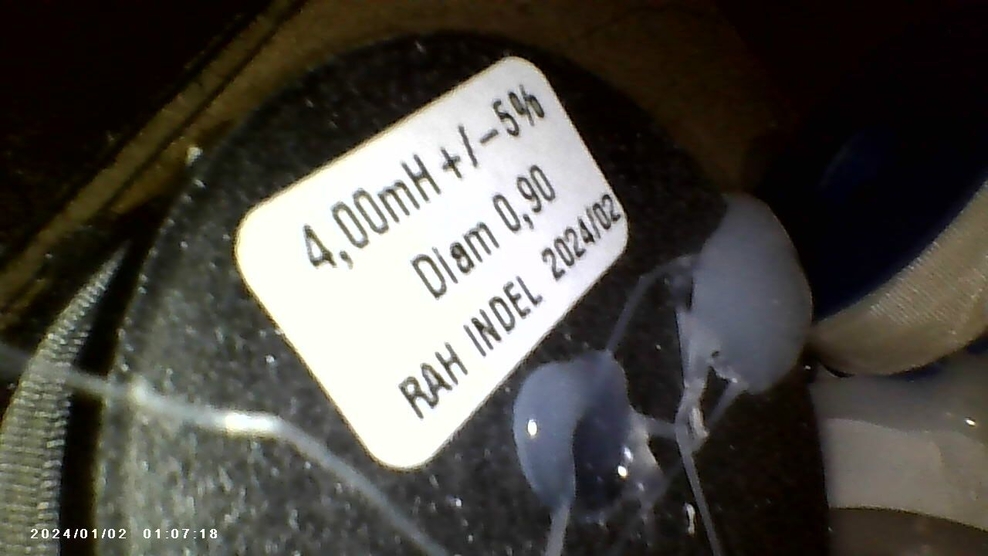 4,00mH +/-5%
Diam 0,90
RAH INDEL 2024/02
2024/01/02 01:07:18